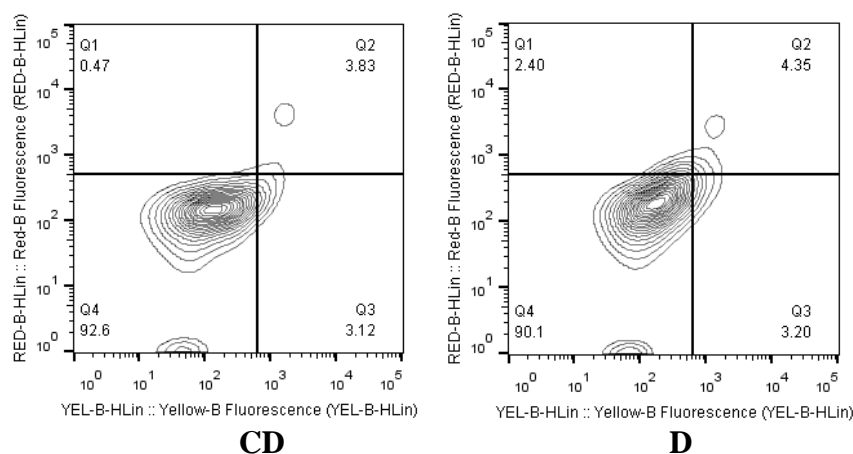 10^5
10^4
10^3
10^2
10^1
10^0
RED-B-HLin :: Red-B Fluorescence (RED-B-HLin)
Q1
0.47
Q2
3.83
Q4
92.6
Q3
3.12
10^0 10^1 10^2 10^3 10^4 10^5
YEL-B-HLin :: Yellow-B Fluorescence (YEL-B-HLin)
CD
10^5
10^4
10^3
10^2
10^1
10^0
RED-B-HLin :: Red-B Fluorescence (RED-B-HLin)
Q1
2.40
Q2
4.35
Q4
90.1
Q3
3.20
10^0 10^1 10^2 10^3 10^4 10^5
YEL-B-HLin :: Yellow-B Fluorescence (YEL-B-HLin)
D